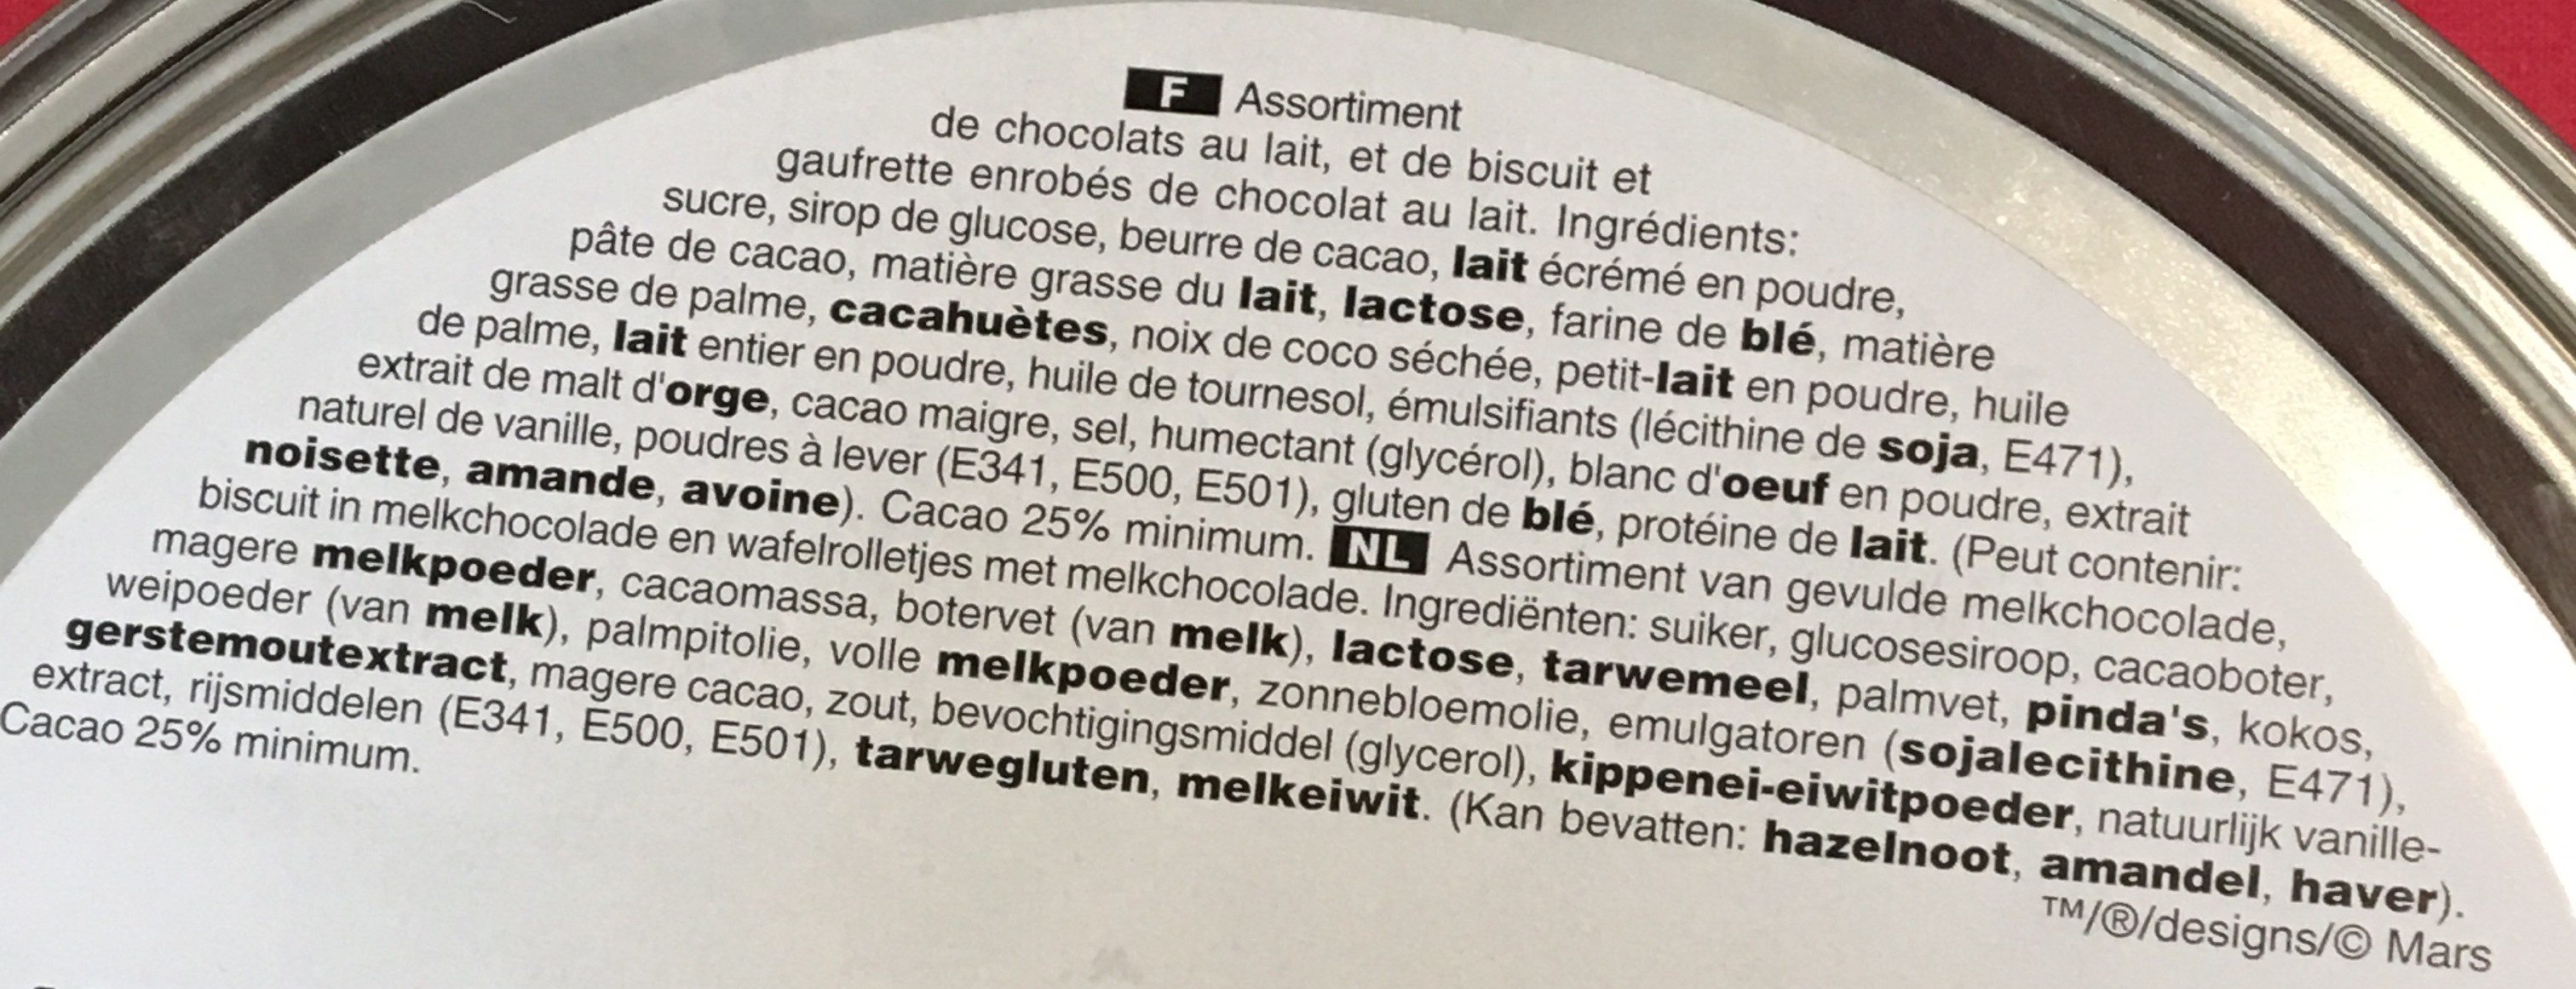 F Assortiment
de chocolats au lait, et de biscuit et
gaufrette enrobés de chocolat au lait. Ingrédients:
sucre, sirop de glucose, beurre de cacao, lait écrémé en poudre,
pâte de cacao, matière grasse du lait, lactose, farine de blé, matière
grasse de palme, cacahuètes, noix de coco séchée, petit-lait en poudre, huile
de palme, lait entier en poudre, huile de tournesol, émulsifiants (lécithine de soja, E471),
extrait de malt d'orge, cacao maigre, sel, humectant (glycérol), blanc d'oeuf en poudre, extrait
naturel de vanille, poudres à lever (E341, E500, E501), gluten de blé, protéine de lait. (Peut contenir:
noisette, amande, avoine). Cacao 25% minimum. NL Assortiment van gevulde melkchocolade,
biscuit in melkchocolade en wafelrolletjes met melkchocolade. Ingrediënten: suiker, glucosesiroop, cacaoboter,
magere melkpoeder, cacaomassa, botervet (van melk), lactose, tarwemeel, palmvet, pinda's, kokos,
weipoeder (van melk), palmpitolie, volle melkpoeder, zonnebloemolie, emulgatoren (sojalecithine, E471),
gerstemoutextract, magere cacao, zout, bevochtigingsmiddel (glycerol), kippenei-eiwitpoeder, natuurlijk vanille-
extract, rijsmiddelen (E341, E500, E501), tarwegluten, melkeiwit. (Kan bevatten: hazelnoot, amandel, haver).
Cacao 25% minimum.
™/®/designs/© Mars